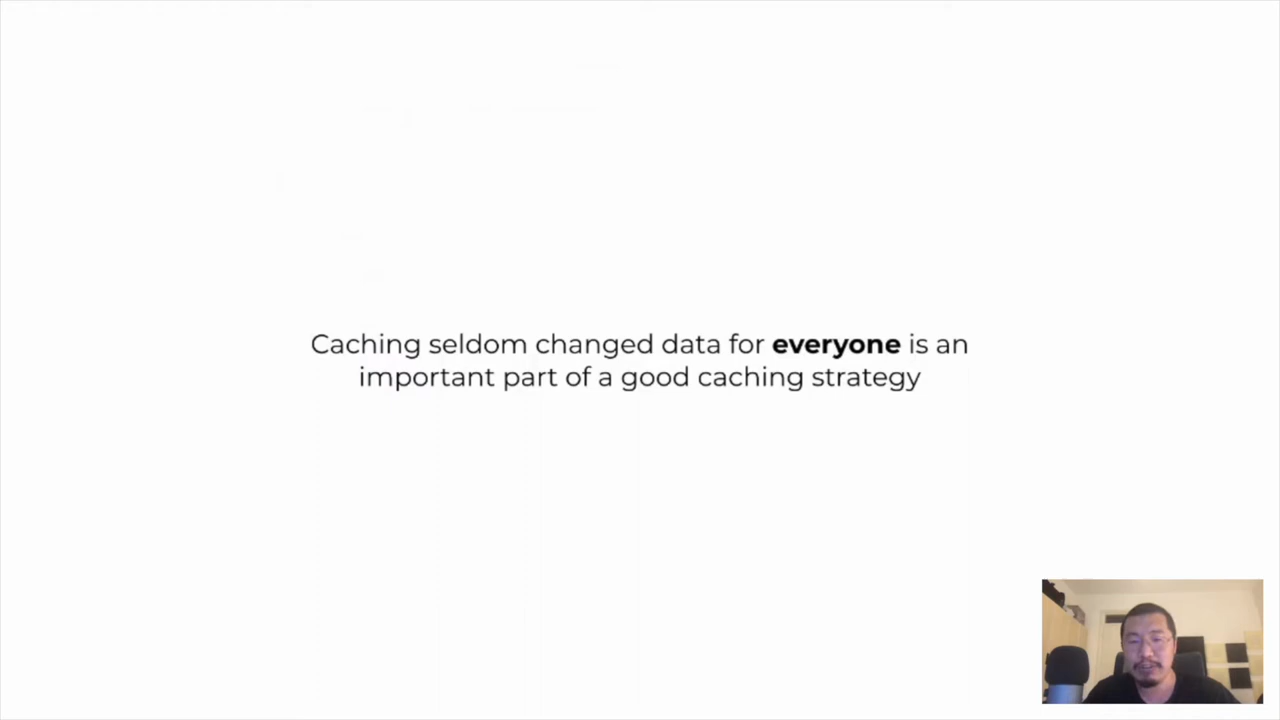 Caching seldom changed data for everyone is an
important part of a good caching strategy